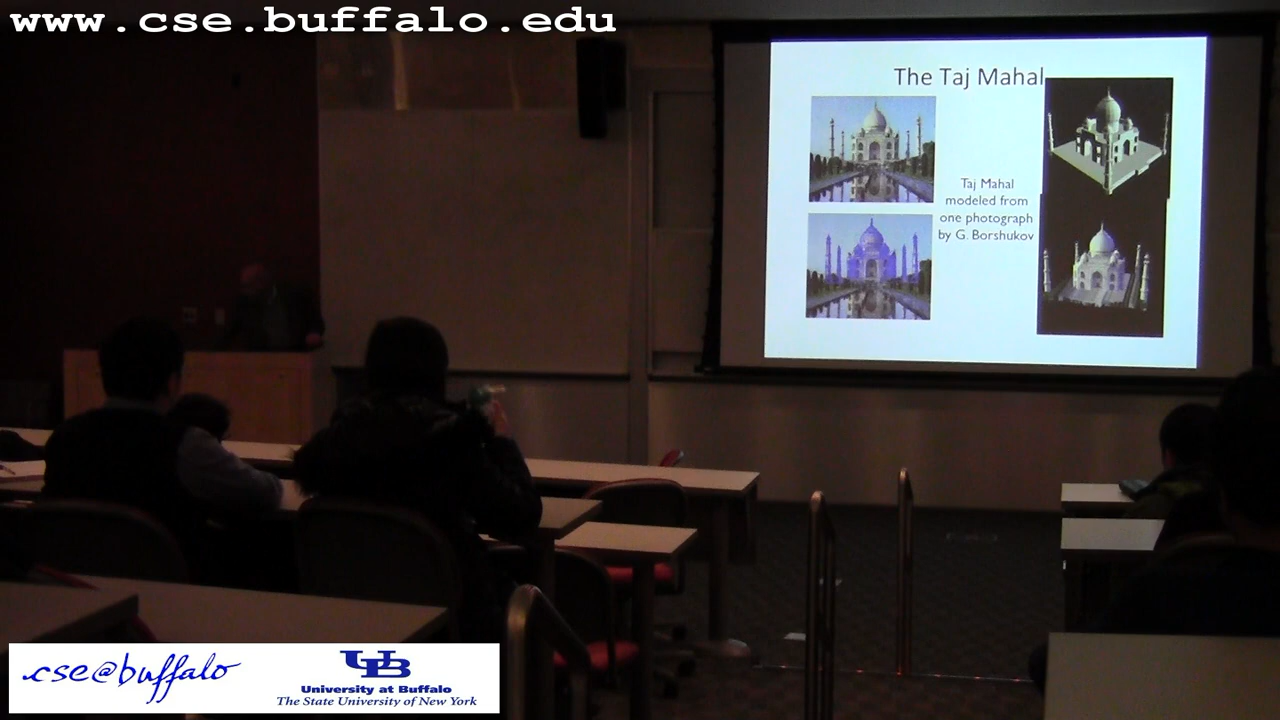 www.cse.buffalo.edu
The Taj Mahal
Taj Mahal
modeled from
one photograph
by G. Borshukov
cse@buffalo
UB
University at Buffalo
The State University of New York